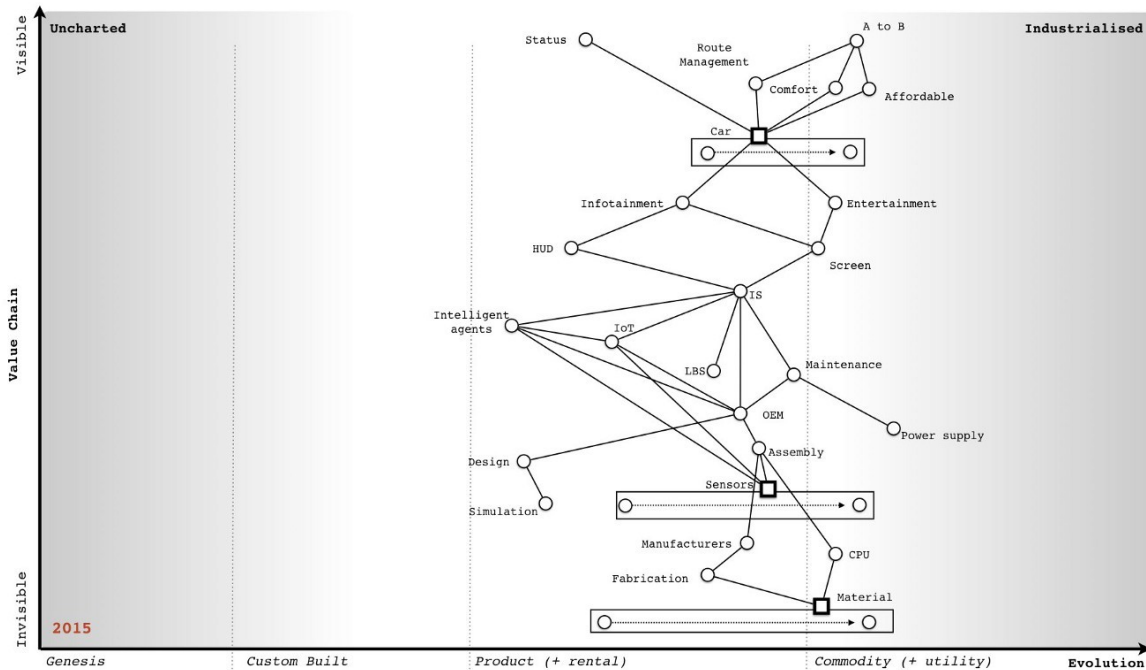 Uncharted
Industrialised
Visible
Value Chain
Invisible
A to B
Status
Route
Management
Comfort
Affordable
Car
Infotainment
Entertainment
HUD
Screen
IS
Intelligent
agents
IoT
LBS
Maintenance
OEM
Power supply
Assembly
Design
Sensors
Simulation
Manufacturers
CPU
Fabrication
Material
2015
Genesis
Custom Built
Product (+ rental)
Commodity (+ utility)
Evolution